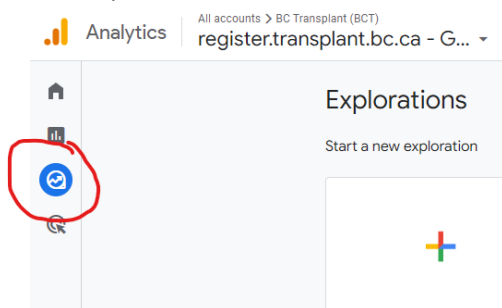 All accounts > BC Transplant (BCT)
Analytics
register.transplant.bc.ca - G...
Explorations
Start a new exploration